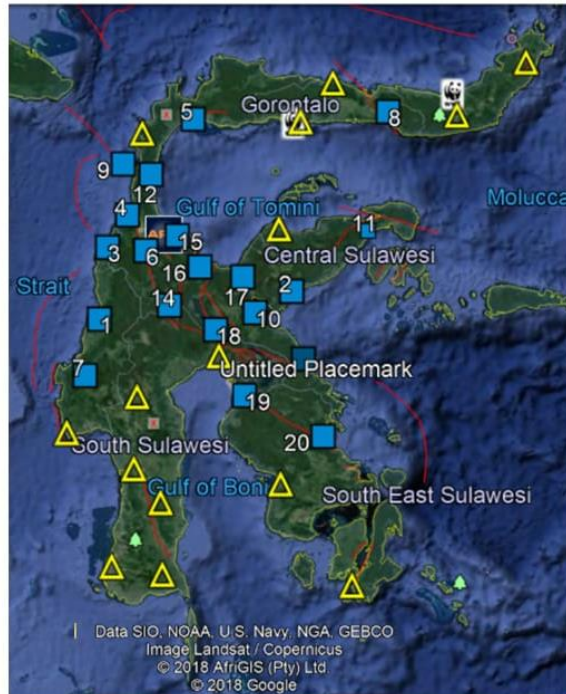 Gorontalo
5
8
9
12
4
Gulf of Tomini
Molucca
15
11
3
6
Central Sulawesi
16
Strait
17
2
14
10
1
18
7
Untitled Placemark
19
20
South Sulawesi
Gulf of Boni
South East Sulawesi
Data SIO, NOAA, U.S. Navy, NGA, GEBCO
Image Landsat / Copernicus
© 2018 AfriGIS (Pty) Ltd.
© 2018 Google